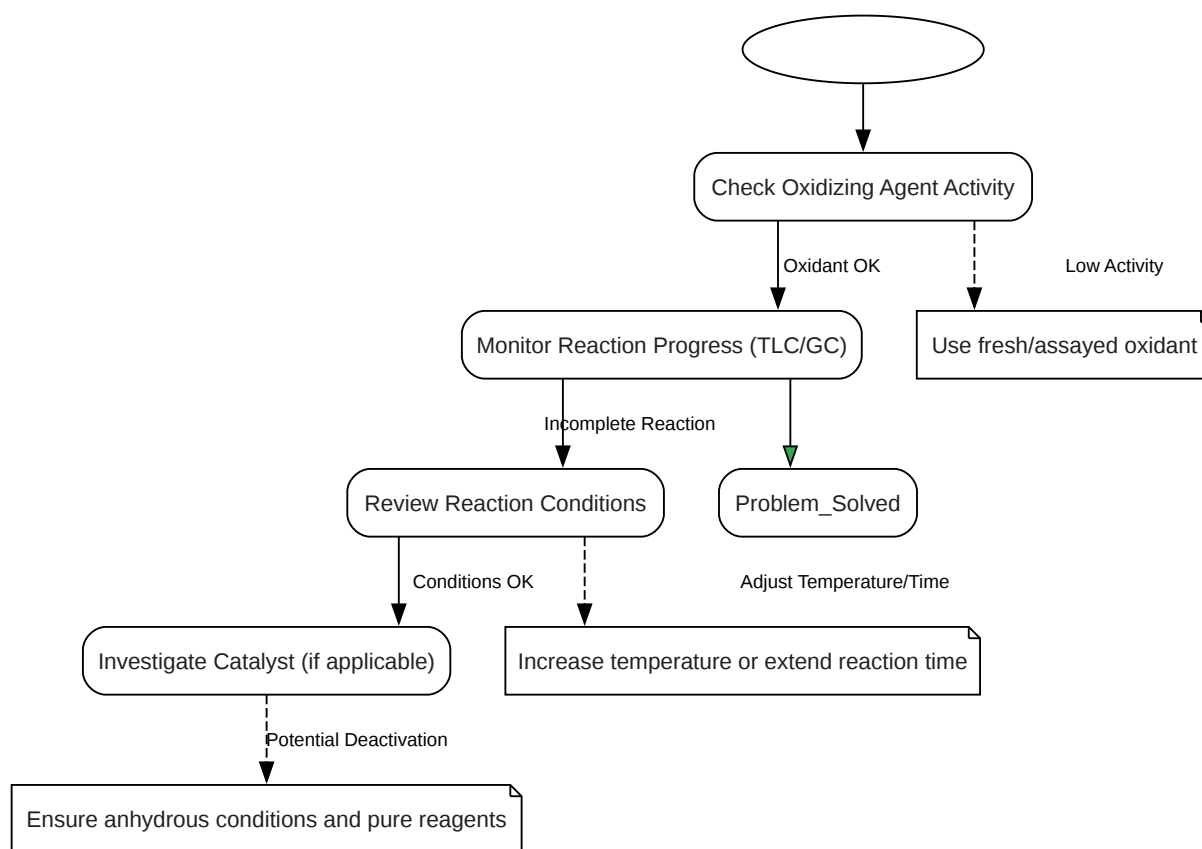 Check Oxidizing Agent Activity
Oxidant OK
Low Activity
Monitor Reaction Progress (TLC/GC)
Use fresh/assayed oxidant
Incomplete Reaction
Review Reaction Conditions
Problem_Solved
Conditions OK
Adjust Temperature/Time
Investigate Catalyst (if applicable)
Increase temperature or extend reaction time
Potential Deactivation
Ensure anhydrous conditions and pure reagents